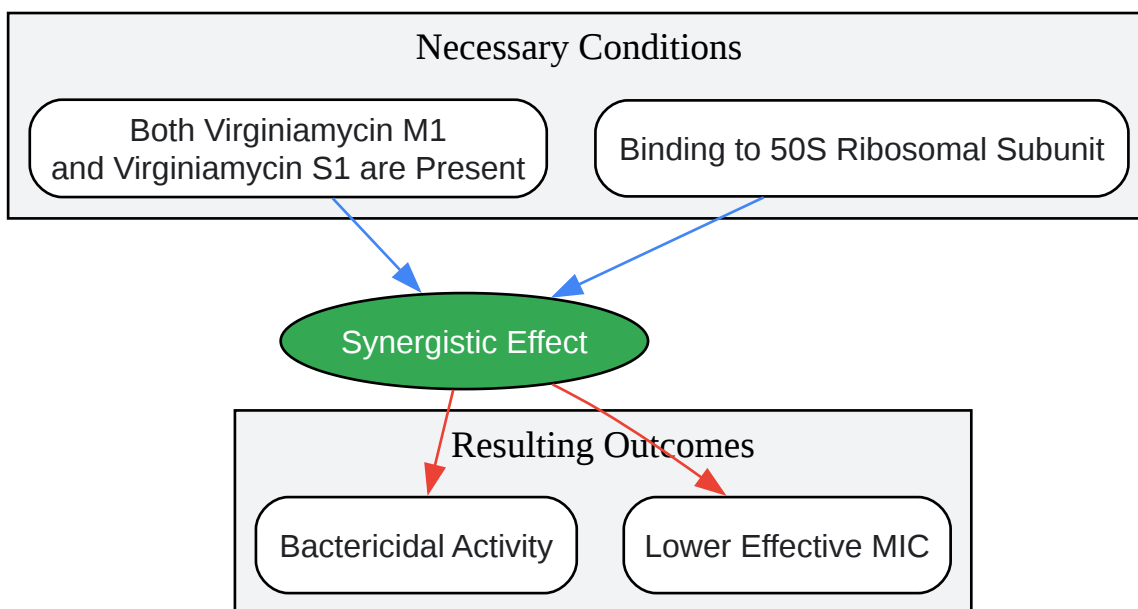 Necessary Conditions
Both Virginiamycin M1
and Virginiamycin S1 are Present
Binding to 50S Ribosomal Subunit
Synergistic Effect
Resulting Outcomes
Bactericidal Activity
Lower Effective MIC